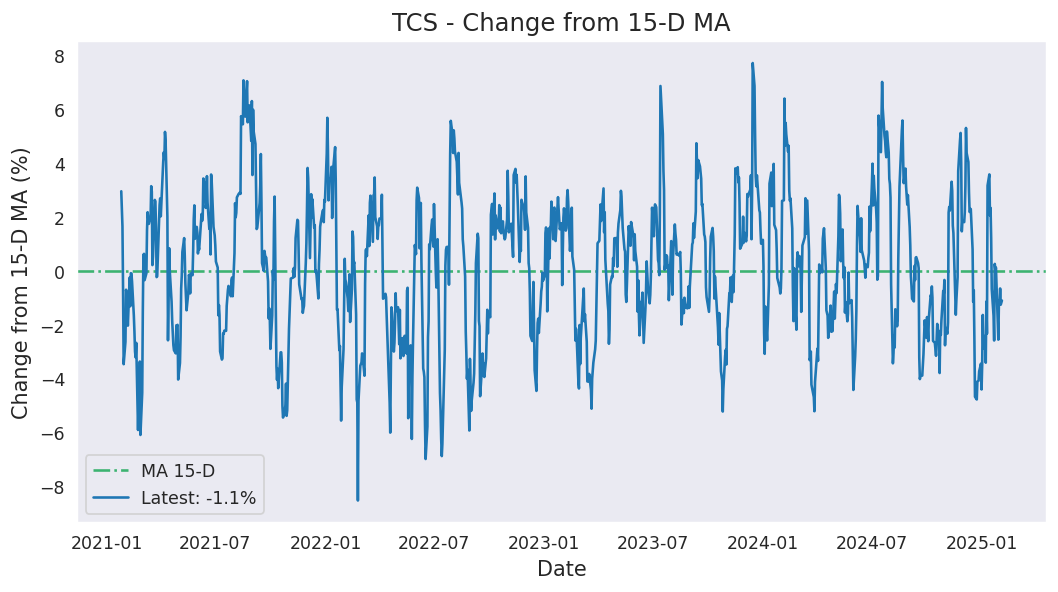 TCS - Change from 15-D MA
Change from 15-D MA (%)
8
6
4
2
0
−2
−4
−6
−8
MA 15-D
Latest: -1.1%
2021-01 2021-07 2022-01 2022-07 2023-01 2023-07 2024-01 2024-07 2025-01
Date